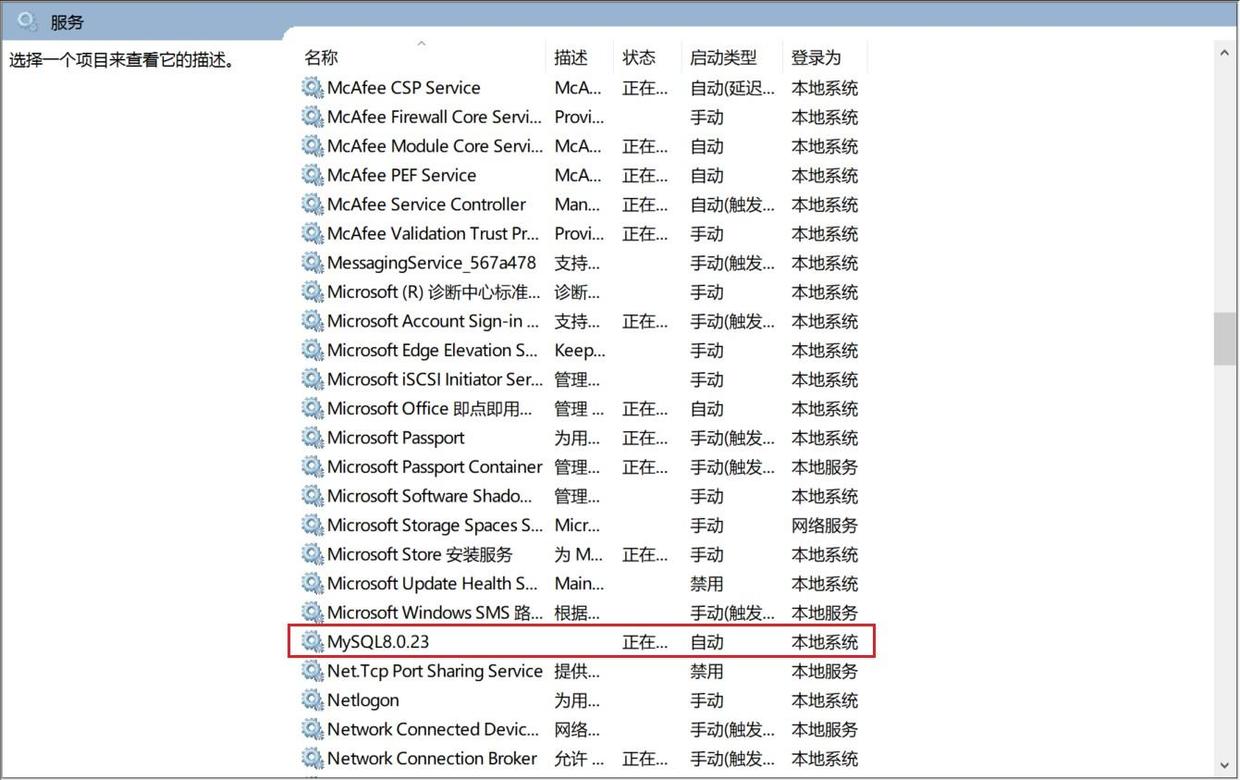 服务
选择一个项目来查看它的描述。
名称 描述 状态 启动类型 登录为
McAfee CSP Service McA... 正在... 自动(延迟... 本地系统
McAfee Firewall Core Servi... Provi... 手动 本地系统
McAfee Module Core Servi... McA... 正在... 自动 本地系统
McAfee PEF Service McA... 正在... 自动 本地系统
McAfee Service Controller Man... 正在... 自动(触发... 本地系统
McAfee Validation Trust Pr... Provi... 正在... 手动 本地系统
MessagingService_567a478 支持... 手动(触发... 本地系统
Microsoft (R) 诊断中心标准... 诊断... 手动 本地系统
Microsoft Account Sign-in ... 支持... 正在... 手动(触发... 本地系统
Microsoft Edge Elevation S... Keep... 手动 本地系统
Microsoft iSCSI Initiator Ser... 管理... 手动 本地系统
Microsoft Office 即点即用... 管理 ... 正在... 自动 本地系统
Microsoft Passport 为用... 正在... 手动(触发... 本地系统
Microsoft Passport Container 管理... 正在... 手动(触发... 本地服务
Microsoft Software Shado... 管理... 手动 本地系统
Microsoft Storage Spaces S... Micr... 手动 网络服务
Microsoft Store 安装服务 为 M... 正在... 手动 本地系统
Microsoft Update Health S... Main... 禁用 本地系统
Microsoft Windows SMS 路... 根据... 手动(触发... 本地服务
MySQL8.0.23 正在... 自动 本地系统
Net.Tcp Port Sharing Service 提供... 禁用 本地服务
Netlogon 为用... 手动 本地系统
Network Connected Devic... 网络... 手动(触发... 本地服务
Network Connection Broker 允许 ... 正在... 手动(触发... 本地系统